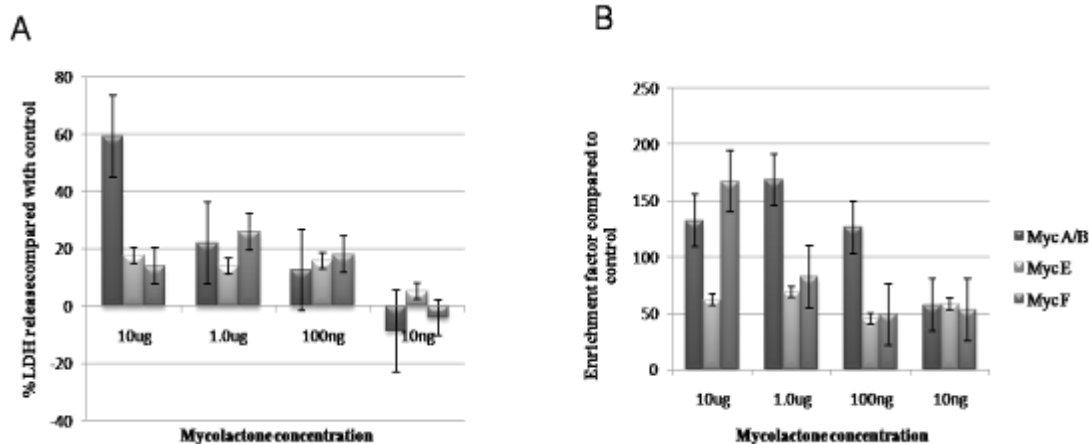 A
80
60
40
20
0
-20
-40
% LDH releasecompared with control
10ug 1.0ug 100ng 10ng
Mycolactone concentration
B
250
200
150
100
50
0
Enrichment factor compared to
control
10ug 1.0ug 100ng 10ng
Mycolactone concentration
Myc A/B
Myc E
Myc F